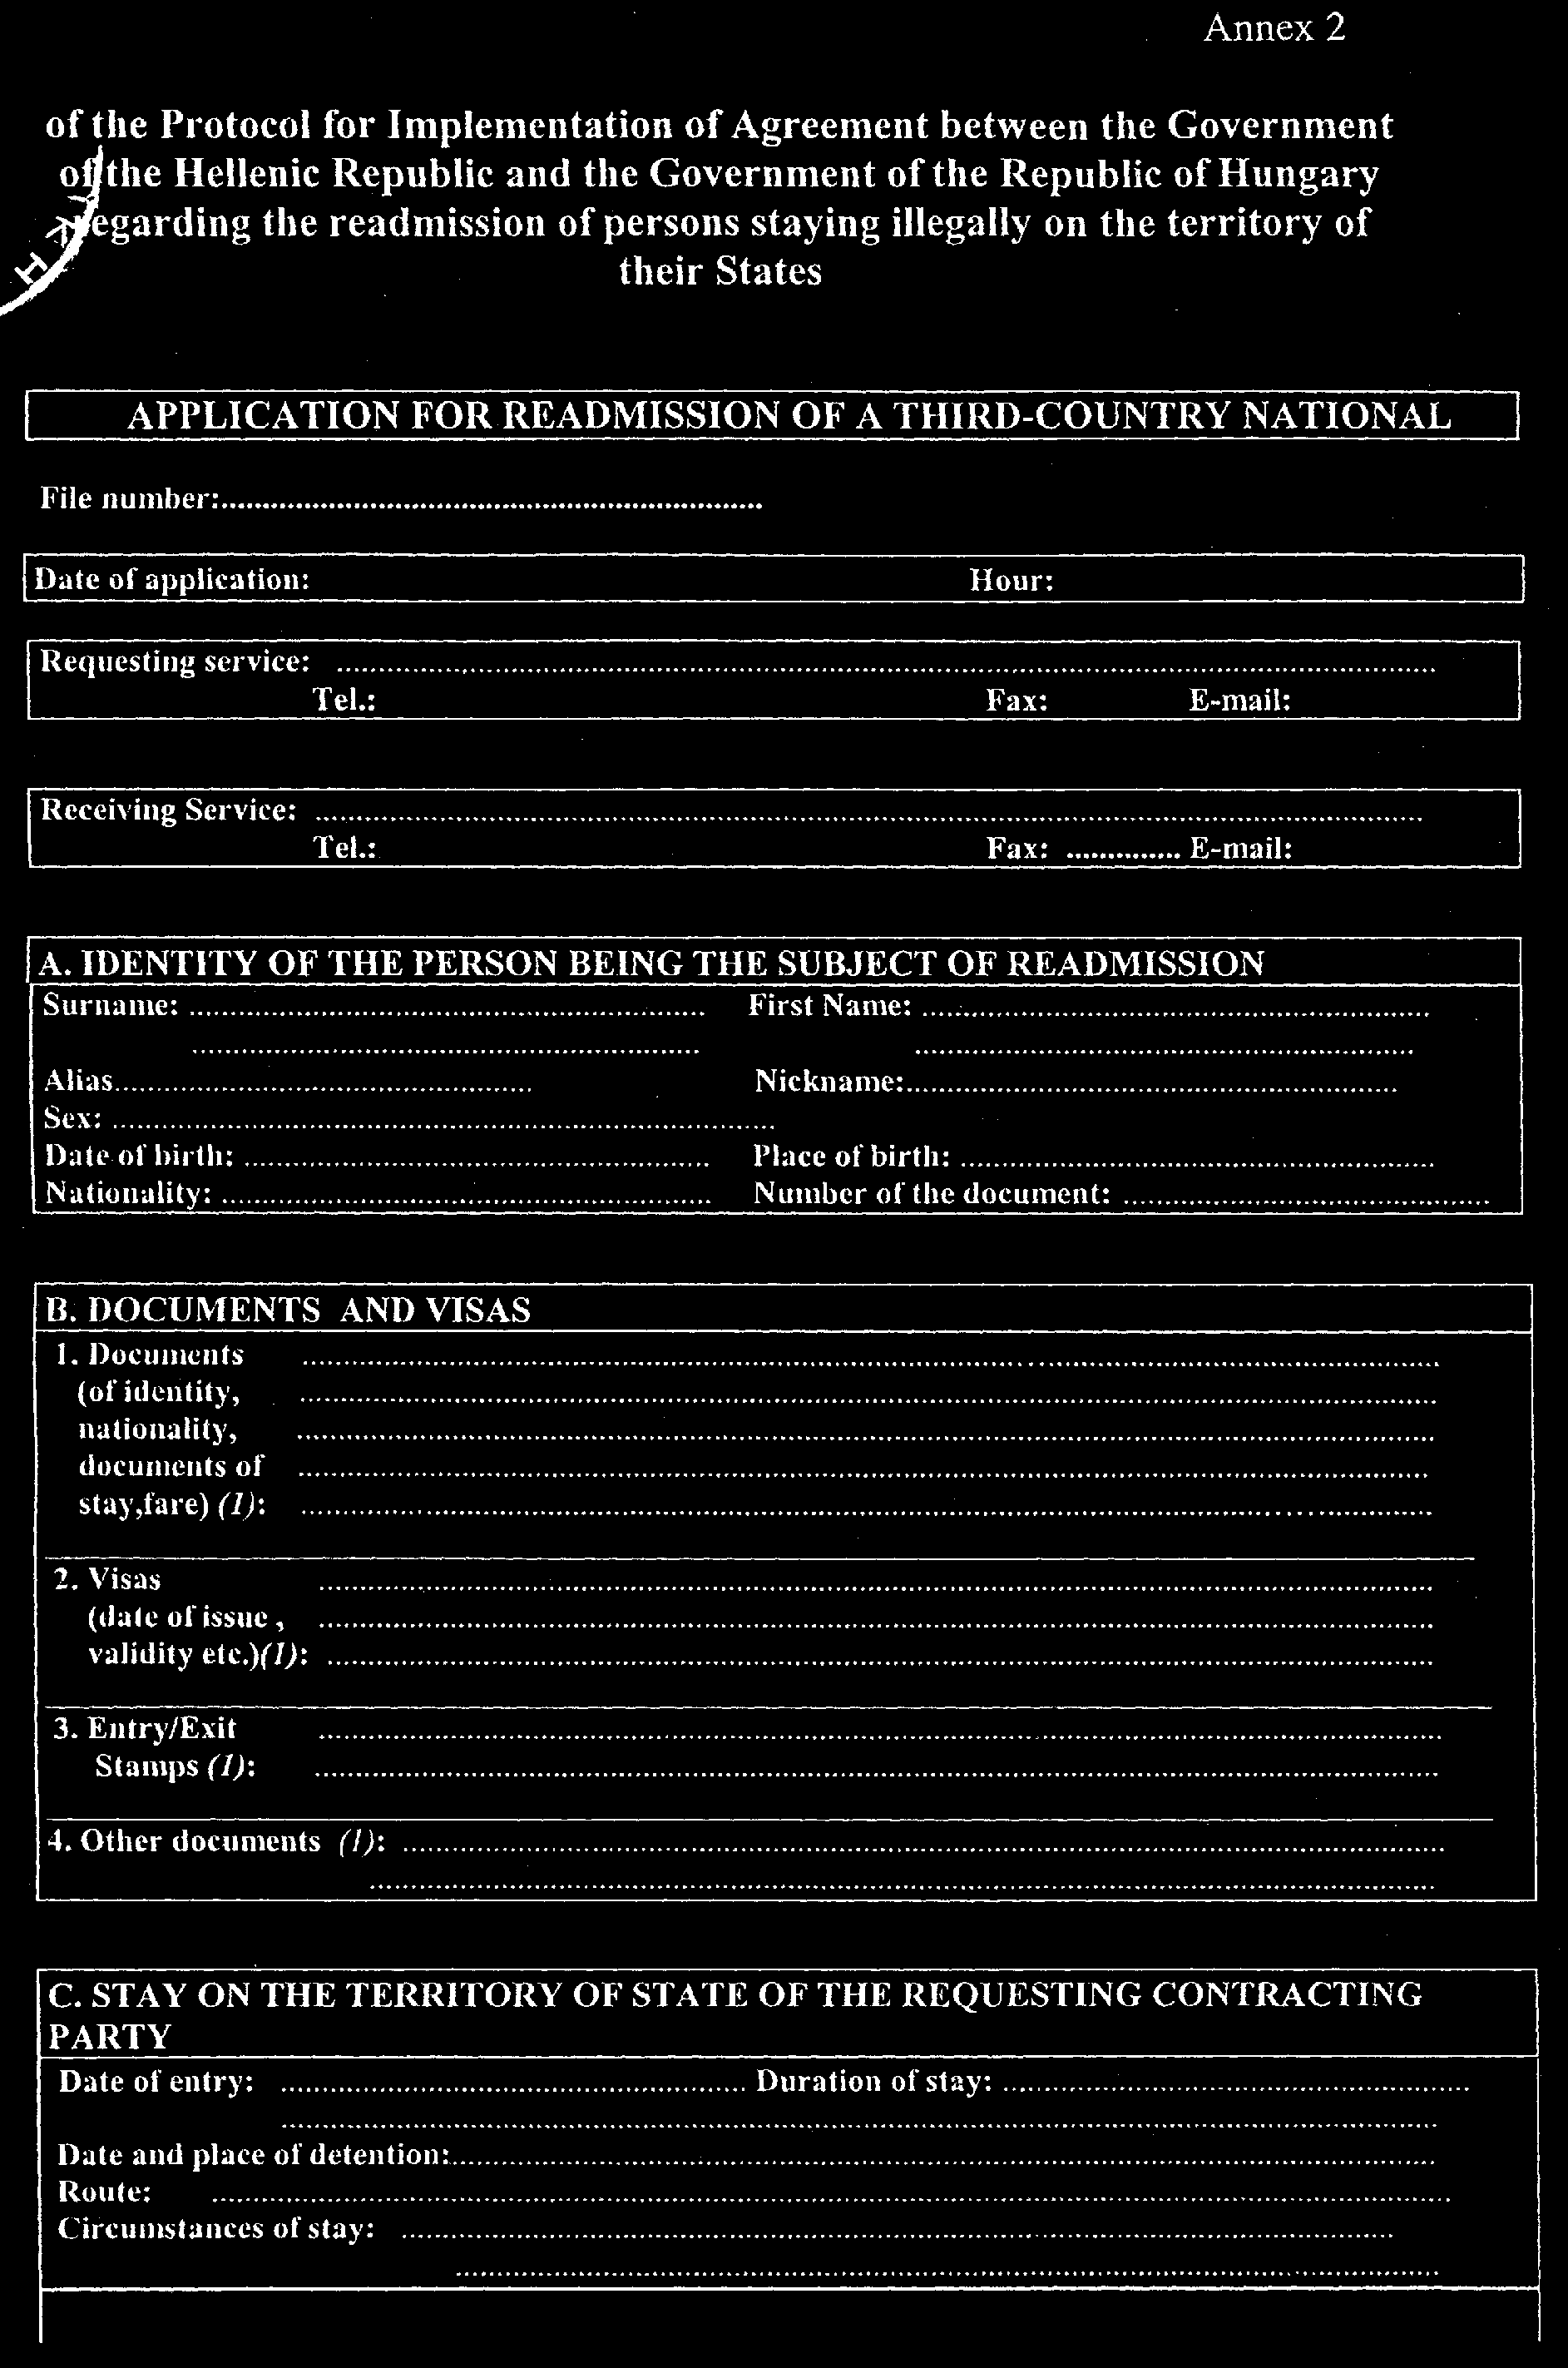 Annex 2
of the Protocol for Implementation of Agreement between the Government
of the Hellenic Republic and the Government of the Republic of Hungary
regarding the readmission of persons staying illegally on the territory of
their States
APPLICATION FOR READMISSION OF A THIRD-COUNTRY NATIONAL
File number:
Date of application: Hour:
Requesting service:
Tel.: Fax: E-mail:
Receiving Service:
Tel.: Fax: E-mail:
A. IDENTITY OF THE PERSON BEING THE SUBJECT OF READMISSION
Surname: First Name:
Alias Nickname:
Sex:
Date of birth: Place of birth:
Nationality: Number of the document:
B. DOCUMENTS AND VISAS
1. Documents
(of identity,
nationality,
documents of
stay,fare) (1):
2. Visas
(date of issue ,
validity etc.)(1):
3. Entry/Exit
Stamps (1):
4. Other documents (1):
C. STAY ON THE TERRITORY OF STATE OF THE REQUESTING CONTRACTING
PARTY
Date of entry: Duration of stay:
Date and place of detention:
Route:
Circumstances of stay: